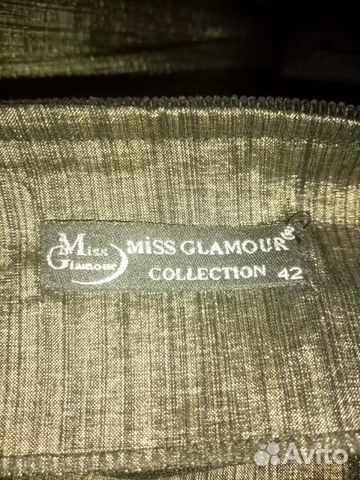 Miss
Glamour
MiSS GLAMOUR®
COLLECTION 42
Avito